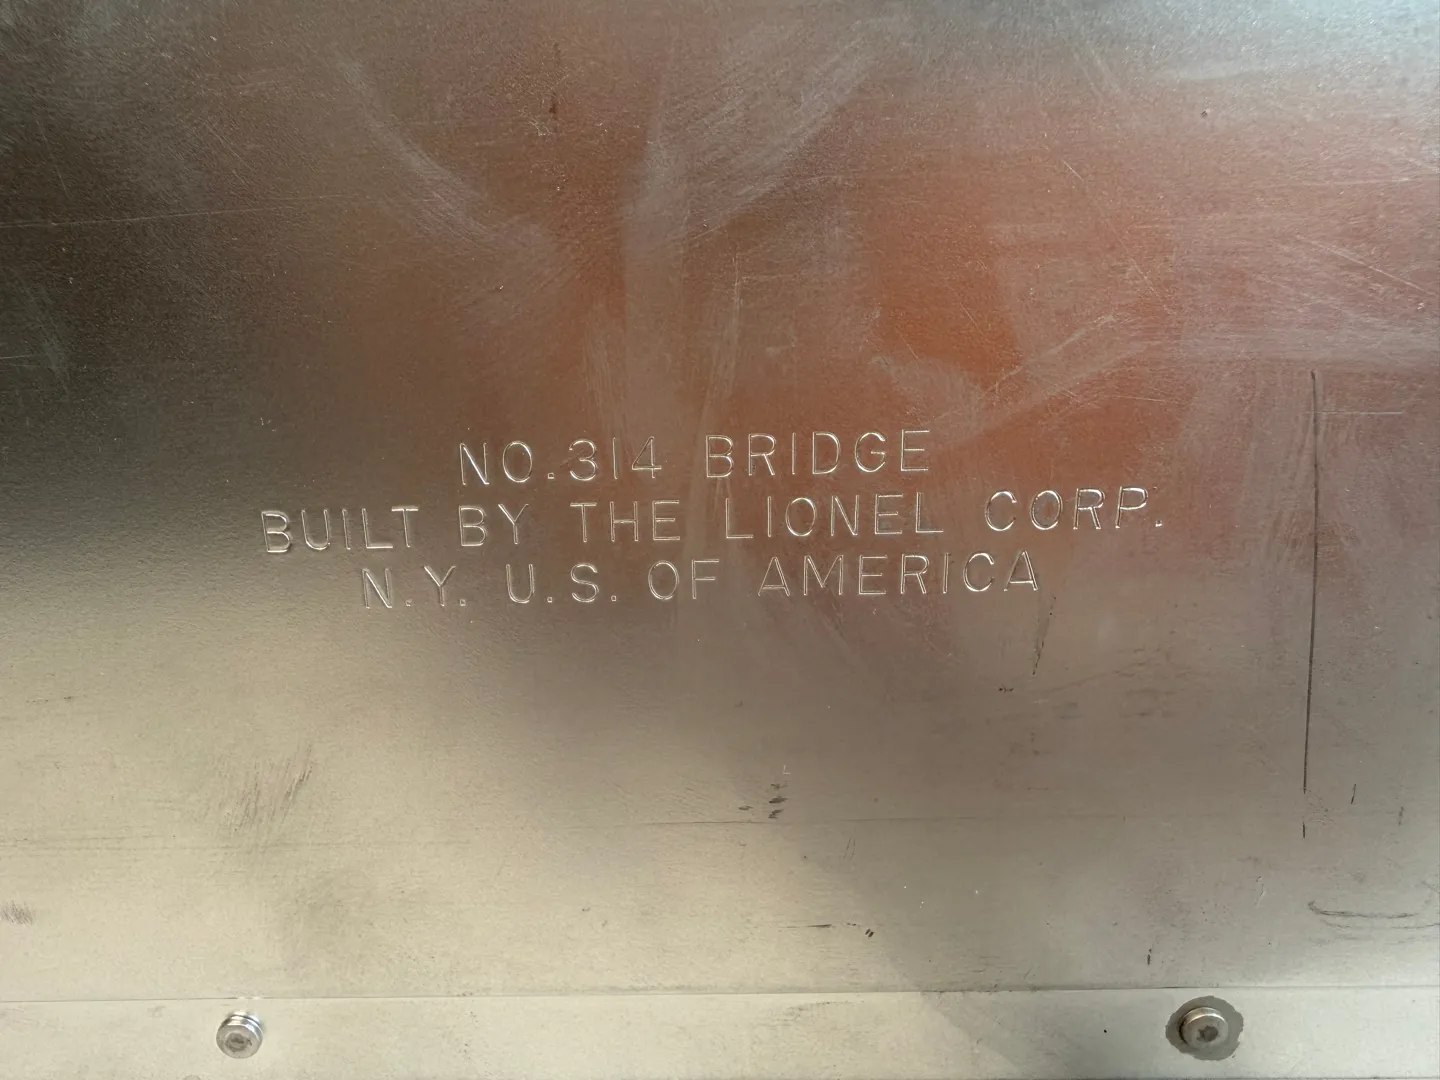 NO.314 BRIDGE
BUILT BY THE LIONEL CORP.
N.Y. U.S. OF AMERICA